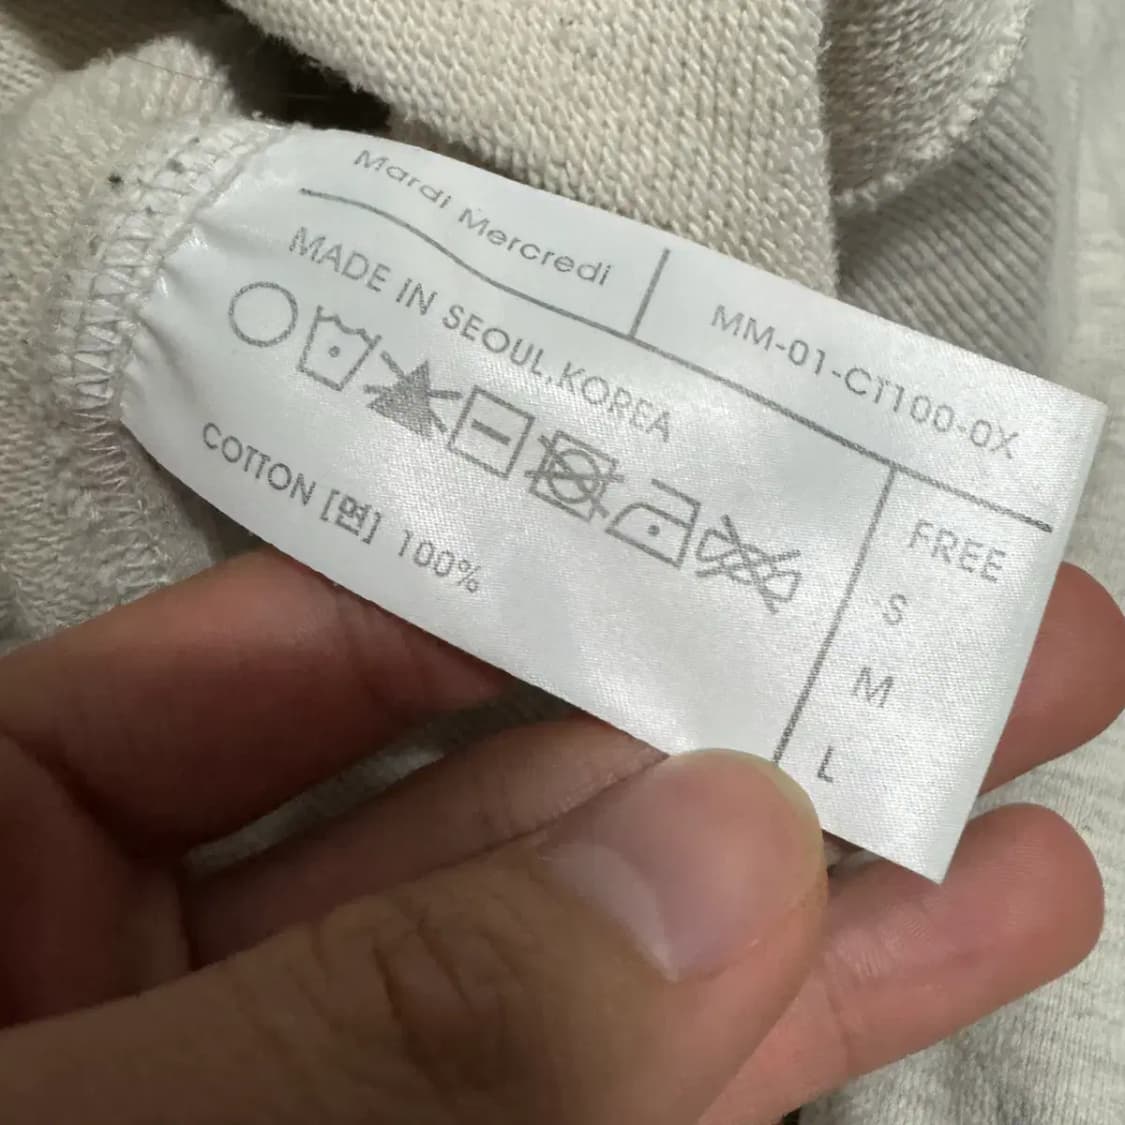 Mardi Mercredi
MM-01-CT100-0X
MADE IN SEOUL,KOREA
COTTON [면] 100%
FREE
S
M
L